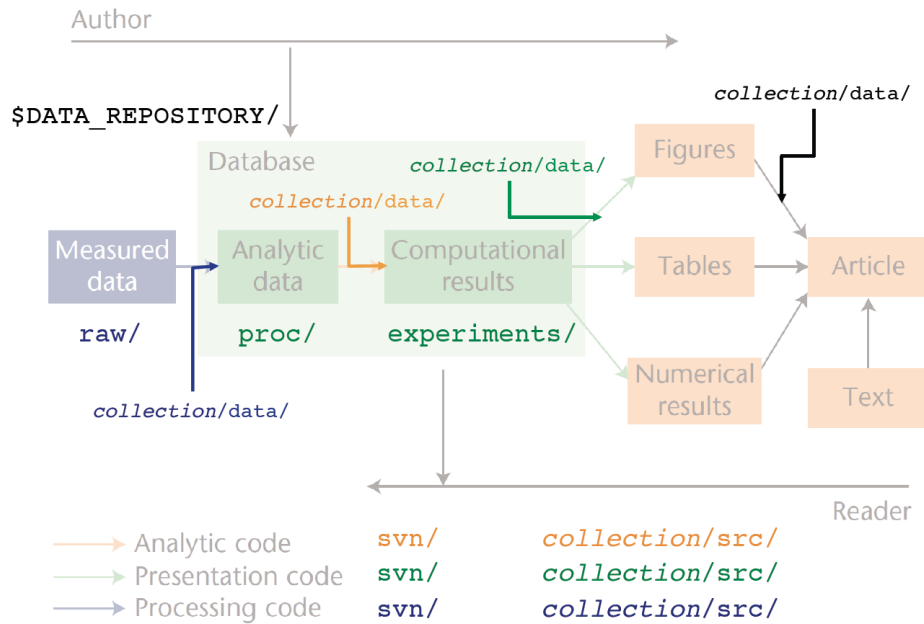 Author
$DATA_REPOSITORY/
collection/data/
Database
collection/data/
Figures
collection/data/
Measured
data
Analytic
data
Computational
results
Tables
Article
raw/
proc/
experiments/
Numerical
results
Text
collection/data/
Reader
Analytic code svn/ collection/src/
Presentation code svn/ collection/src/
Processing code svn/ collection/src/